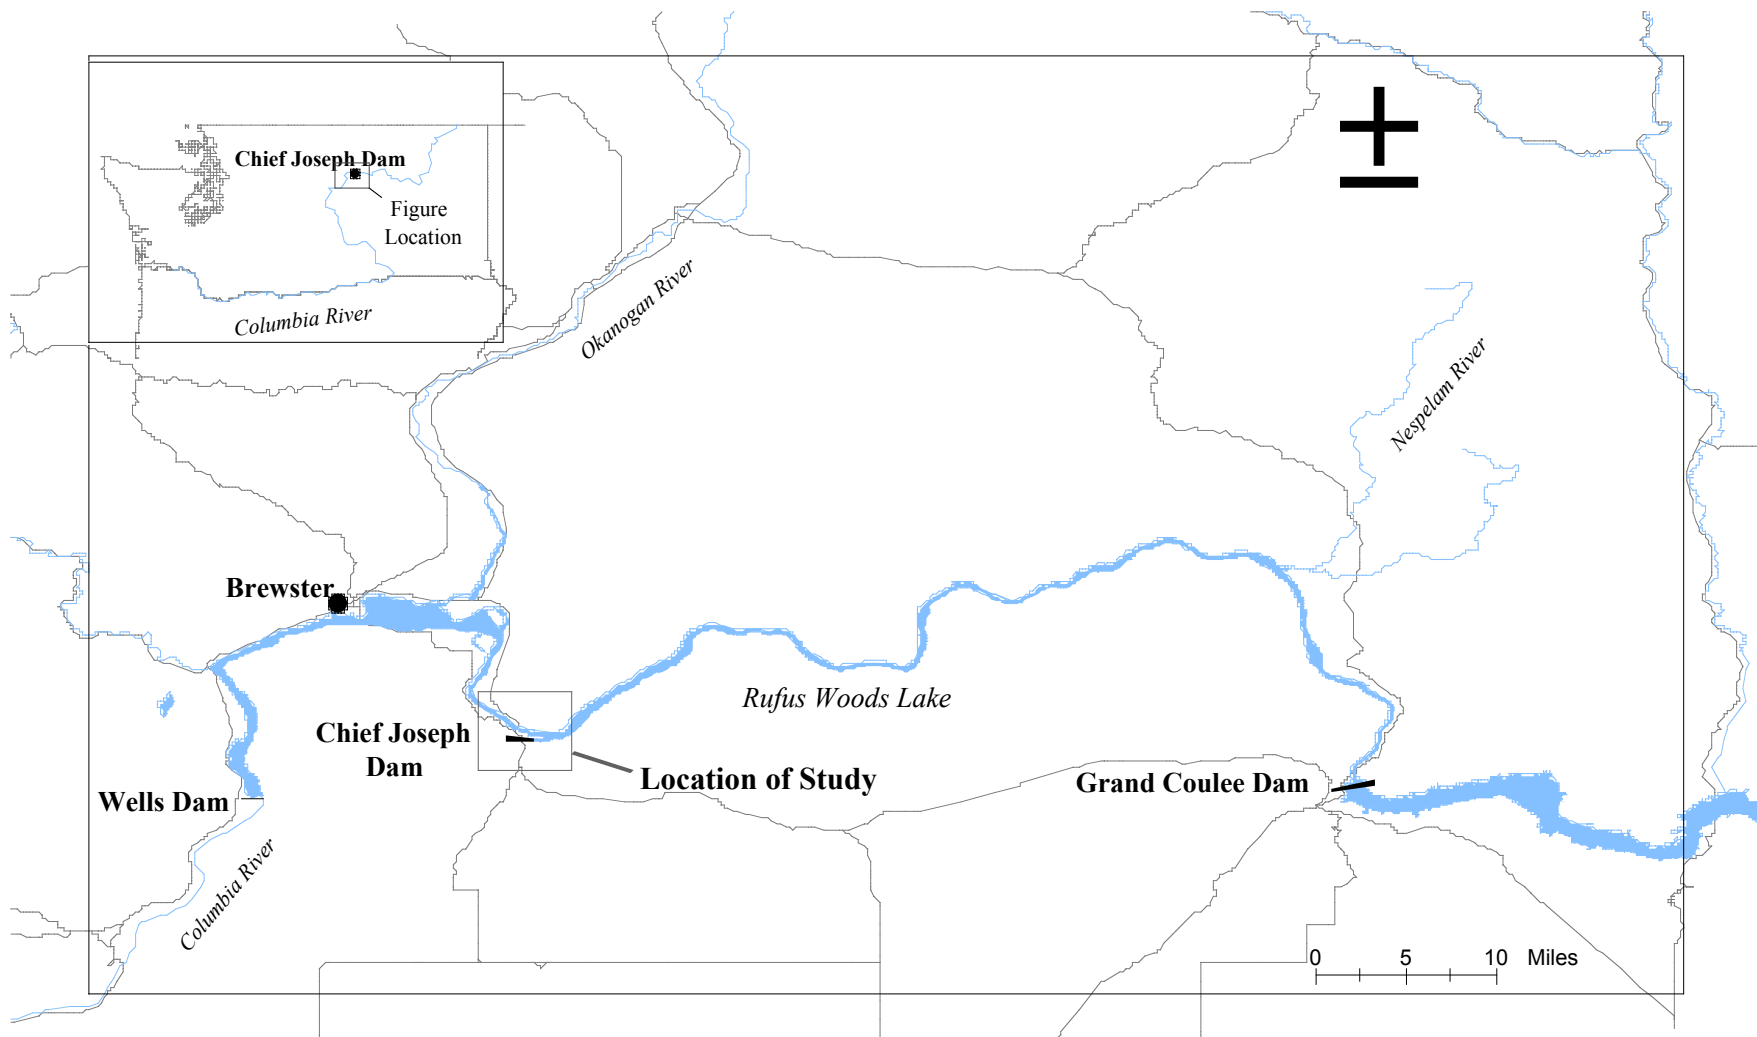 Chief Joseph Dam
Figure
Location
Columbia River
Okanogan River
Nespelam River
±
Brewster
Rufus Woods Lake
Chief Joseph
Dam
Location of Study
Grand Coulee Dam
Wells Dam
Columbia River
0 5 10 Miles